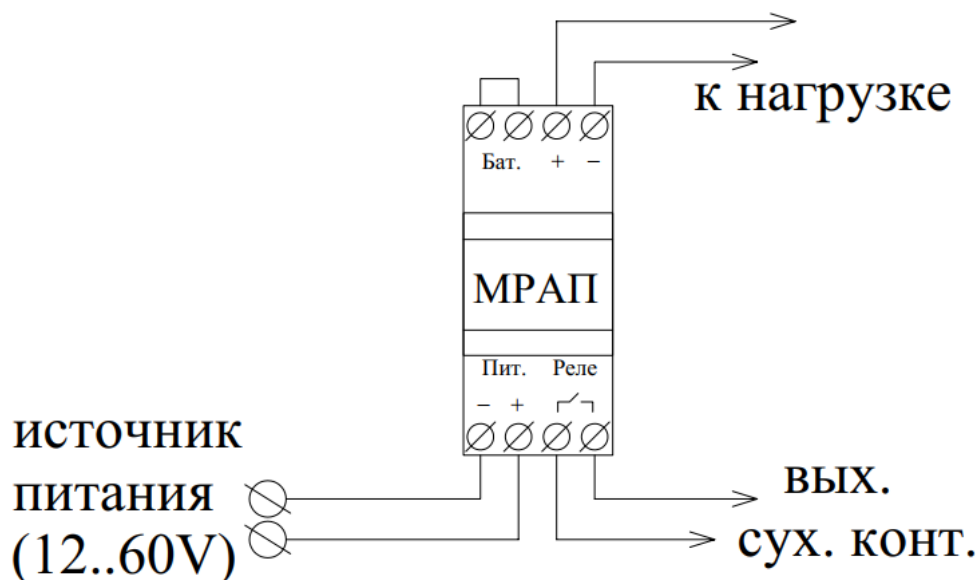 к нагрузке
Бат. + −
МРАП
Пит. Реле
− +
источник
питания
(12..60V)
вых.
сух. конт.